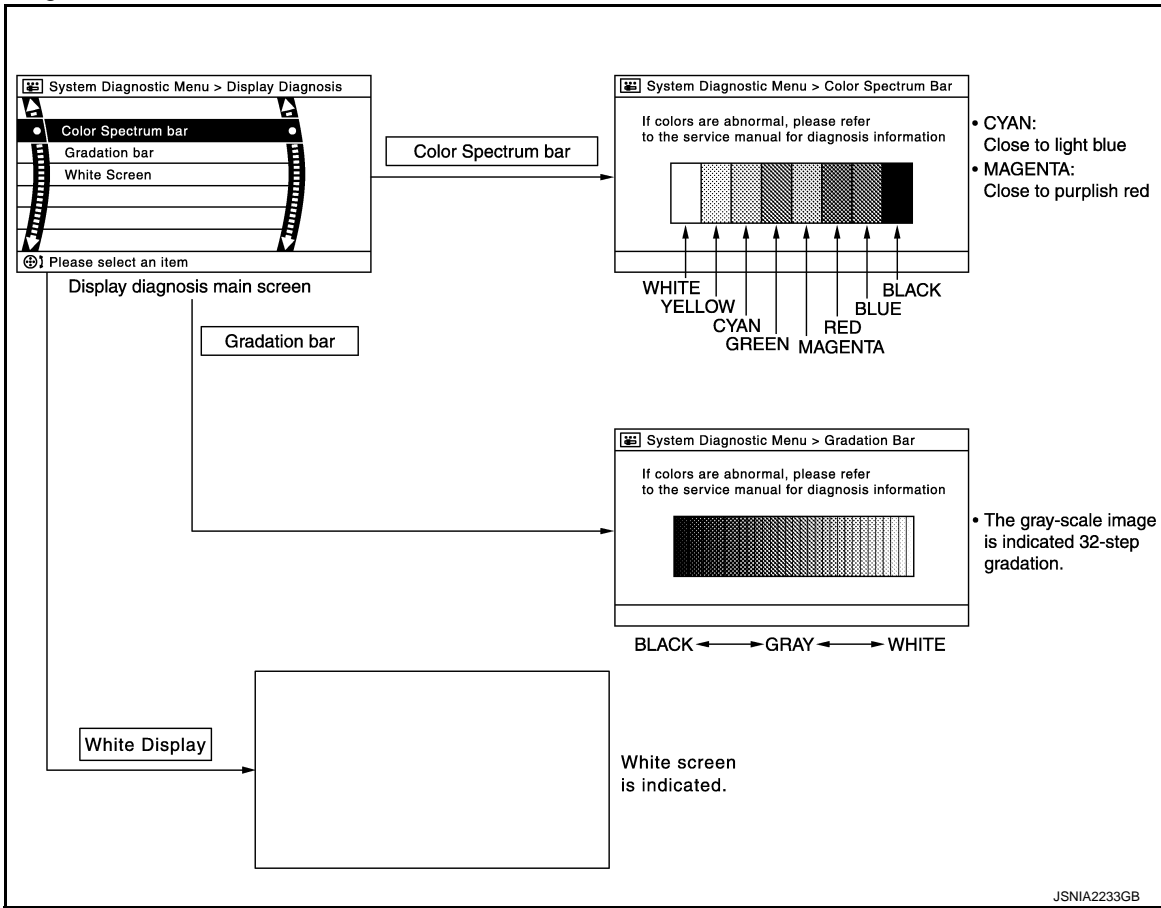 System Diagnostic Menu > Display Diagnosis
Color Spectrum bar
Gradation bar
White Screen
Please select an item
Display diagnosis main screen
Color Spectrum bar
System Diagnostic Menu > Color Spectrum Bar
If colors are abnormal, please refer
to the service manual for diagnosis information
WHITE
YELLOW
CYAN
GREEN
MAGENTA
RED
BLUE
BLACK
• CYAN:
Close to light blue
• MAGENTA:
Close to purplish red
Gradation bar
System Diagnostic Menu > Gradation Bar
If colors are abnormal, please refer
to the service manual for diagnosis information
BLACK GRAY WHITE
• The gray-scale image
is indicated 32-step
gradation.
White Display
White screen
is indicated.
JSNIA2233GB